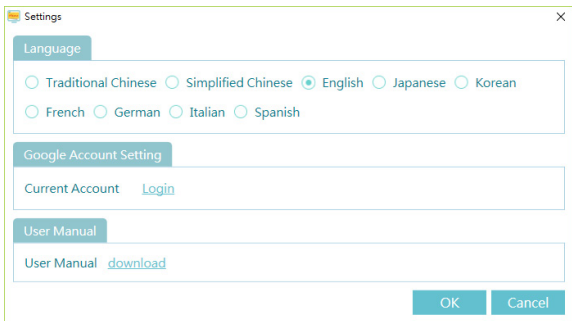 Settings
Language
Traditional Chinese Simplified Chinese English Japanese Korean
French German Italian Spanish
Google Account Setting
Current Account Login
User Manual
User Manual download
OK Cancel